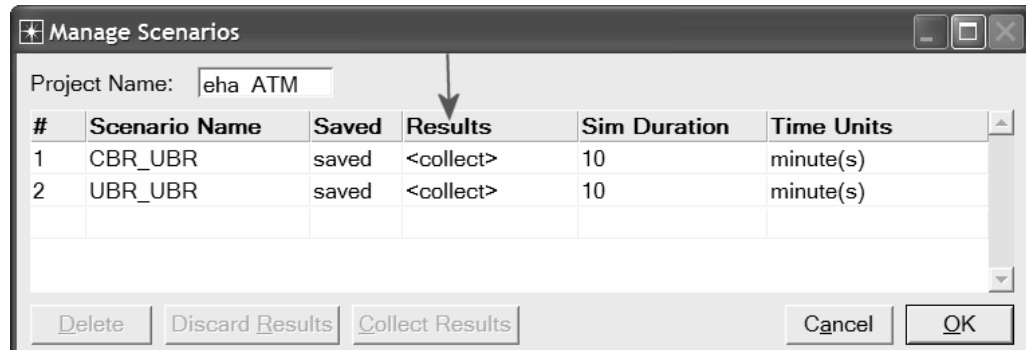 Manage Scenarios
Project Name: eha ATM
# Scenario Name Saved Results Sim Duration Time Units
1 CBR_UBR saved <collect> 10 minute(s)
2 UBR_UBR saved <collect> 10 minute(s)
Delete Discard Results Collect Results Cancel OK